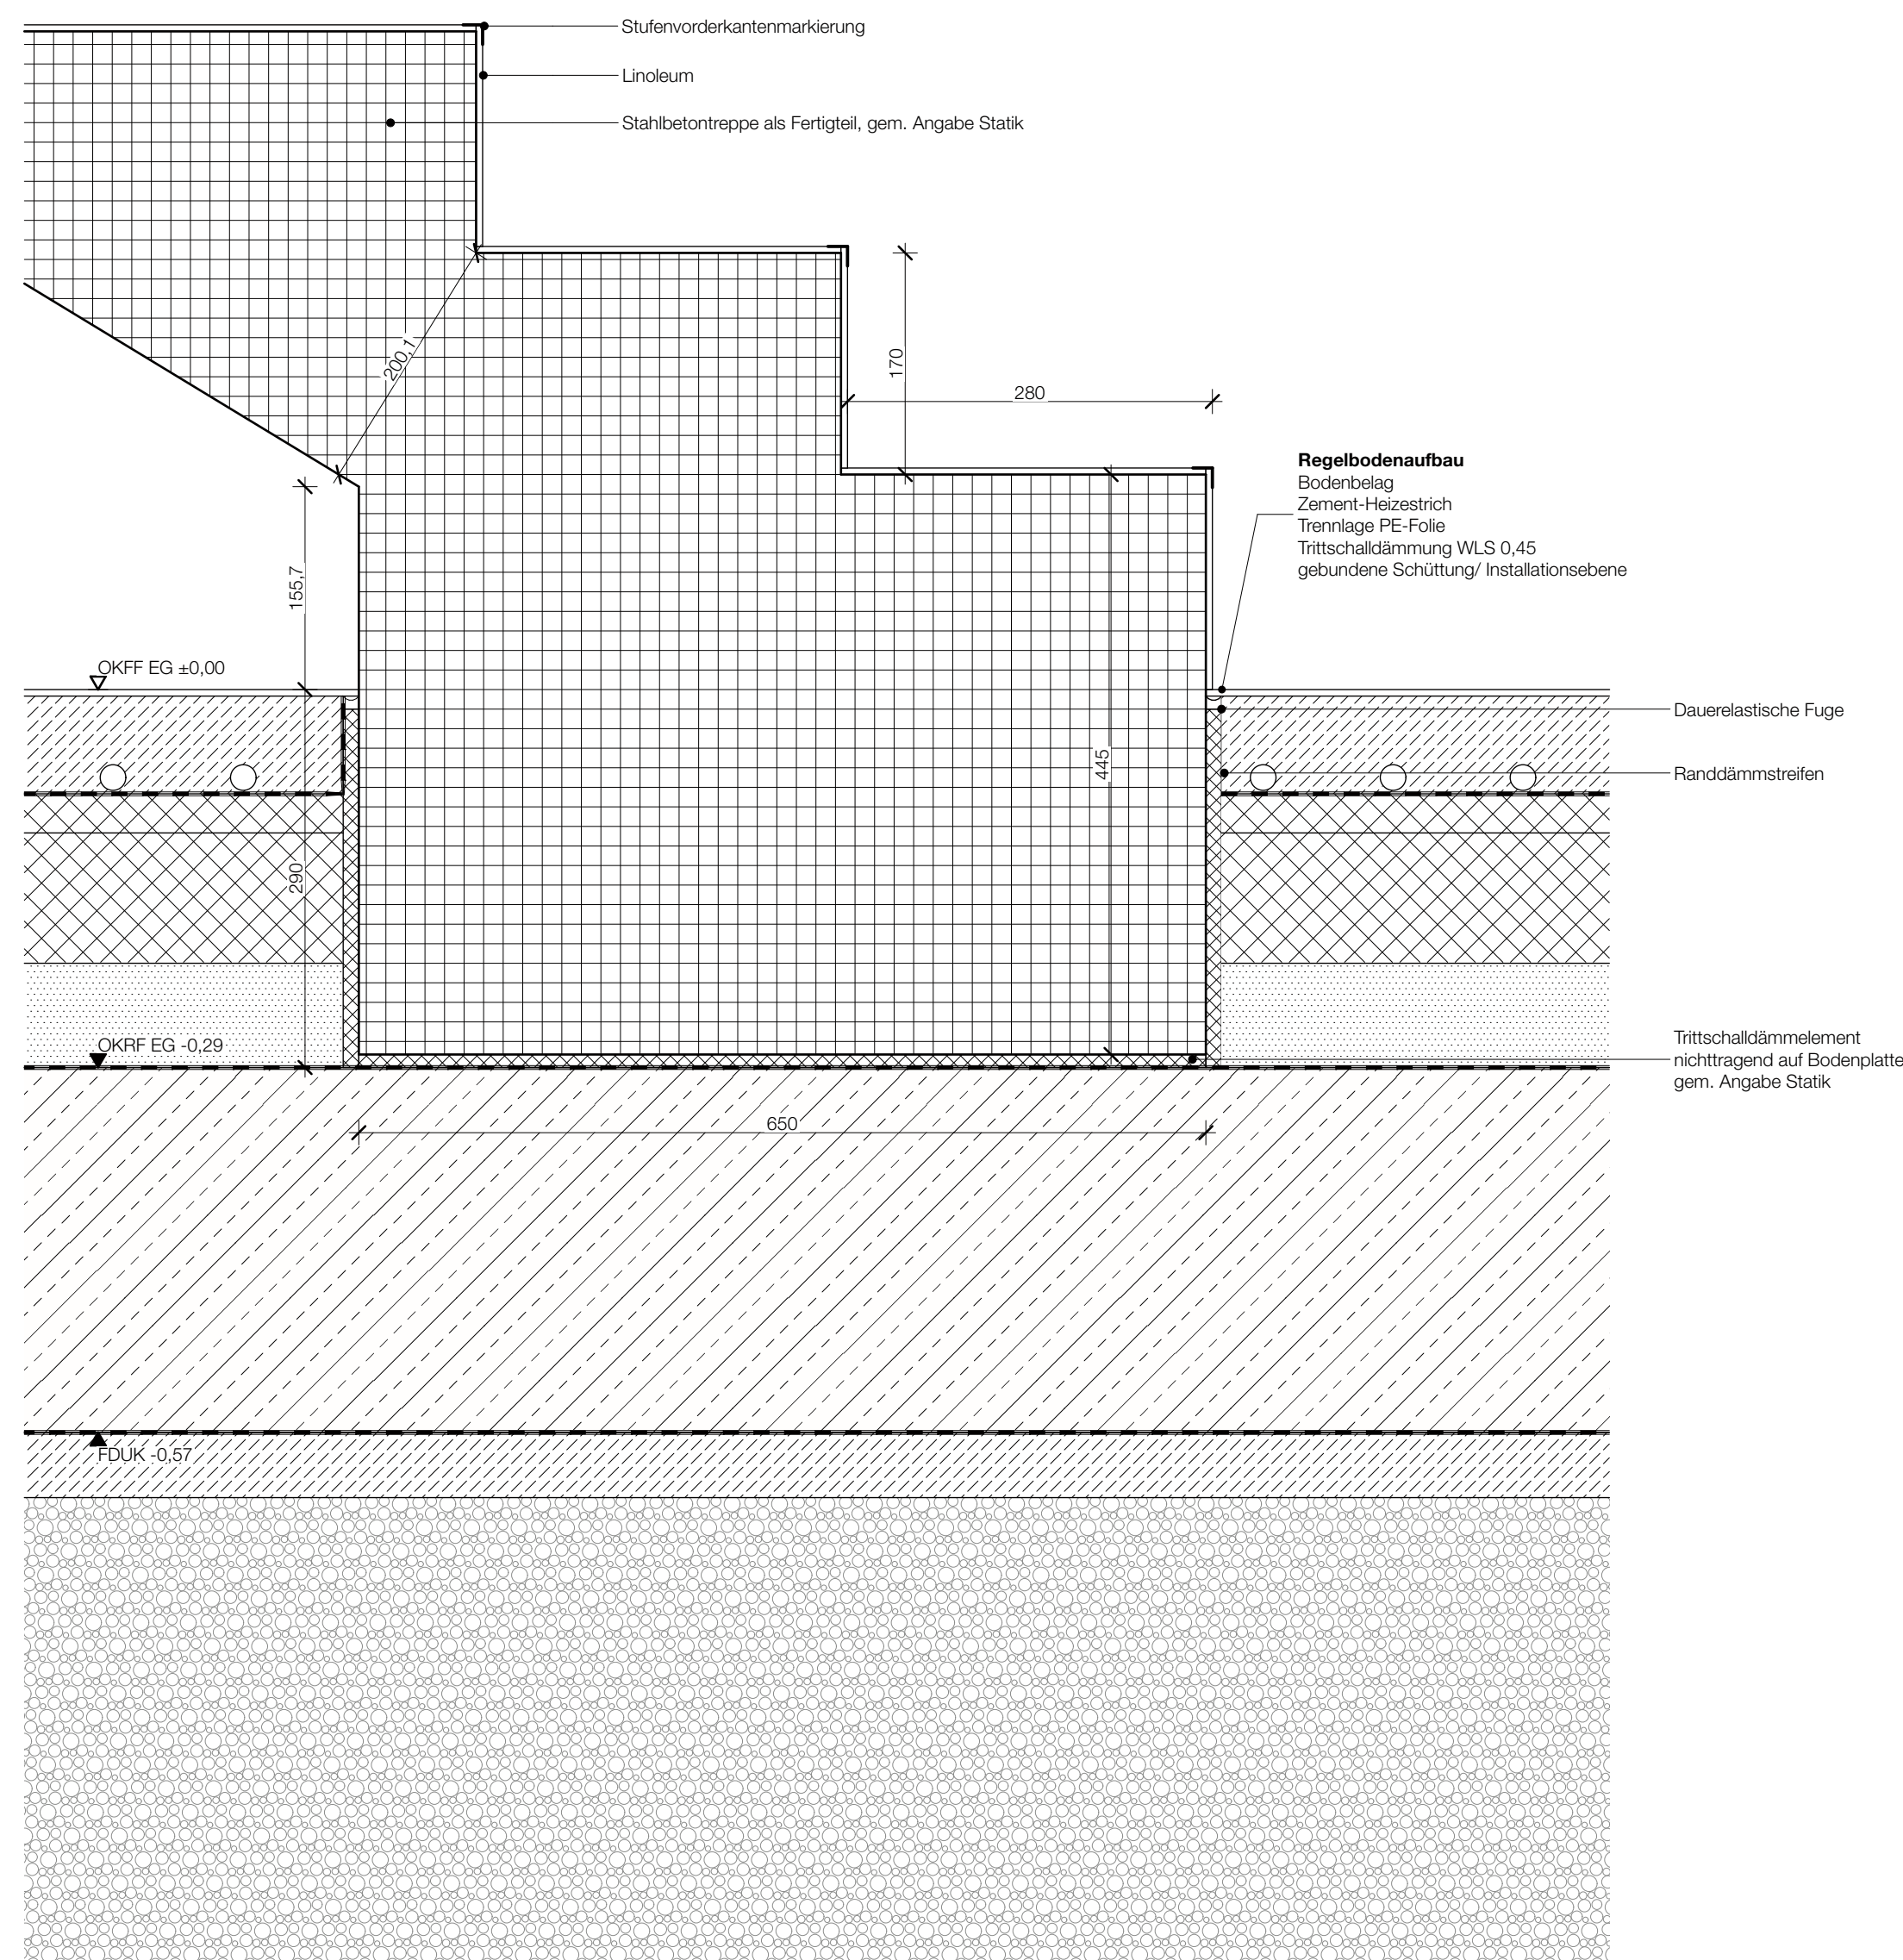 Stufenvorderkantenmarkierung
Linoleum
Stahlbetontreppe als Fertigteil, gem. Angabe Statik
200,1
170
280
Regelbodenaufbau
Bodenbelag
Zement-Heizestrich
Trennlage PE-Folie
Trittschalldämmung WLS 0,45
gebundene Schüttung/ Installationsebene
155,7
OKFF EG ±0,00
Dauerelastische Fuge
445
Randdämmstreifen
290
OKRF EG -0,29
Trittschalldämmelement
nichttragend auf Bodenplatte
gem. Angabe Statik
650
FDUK -0,57